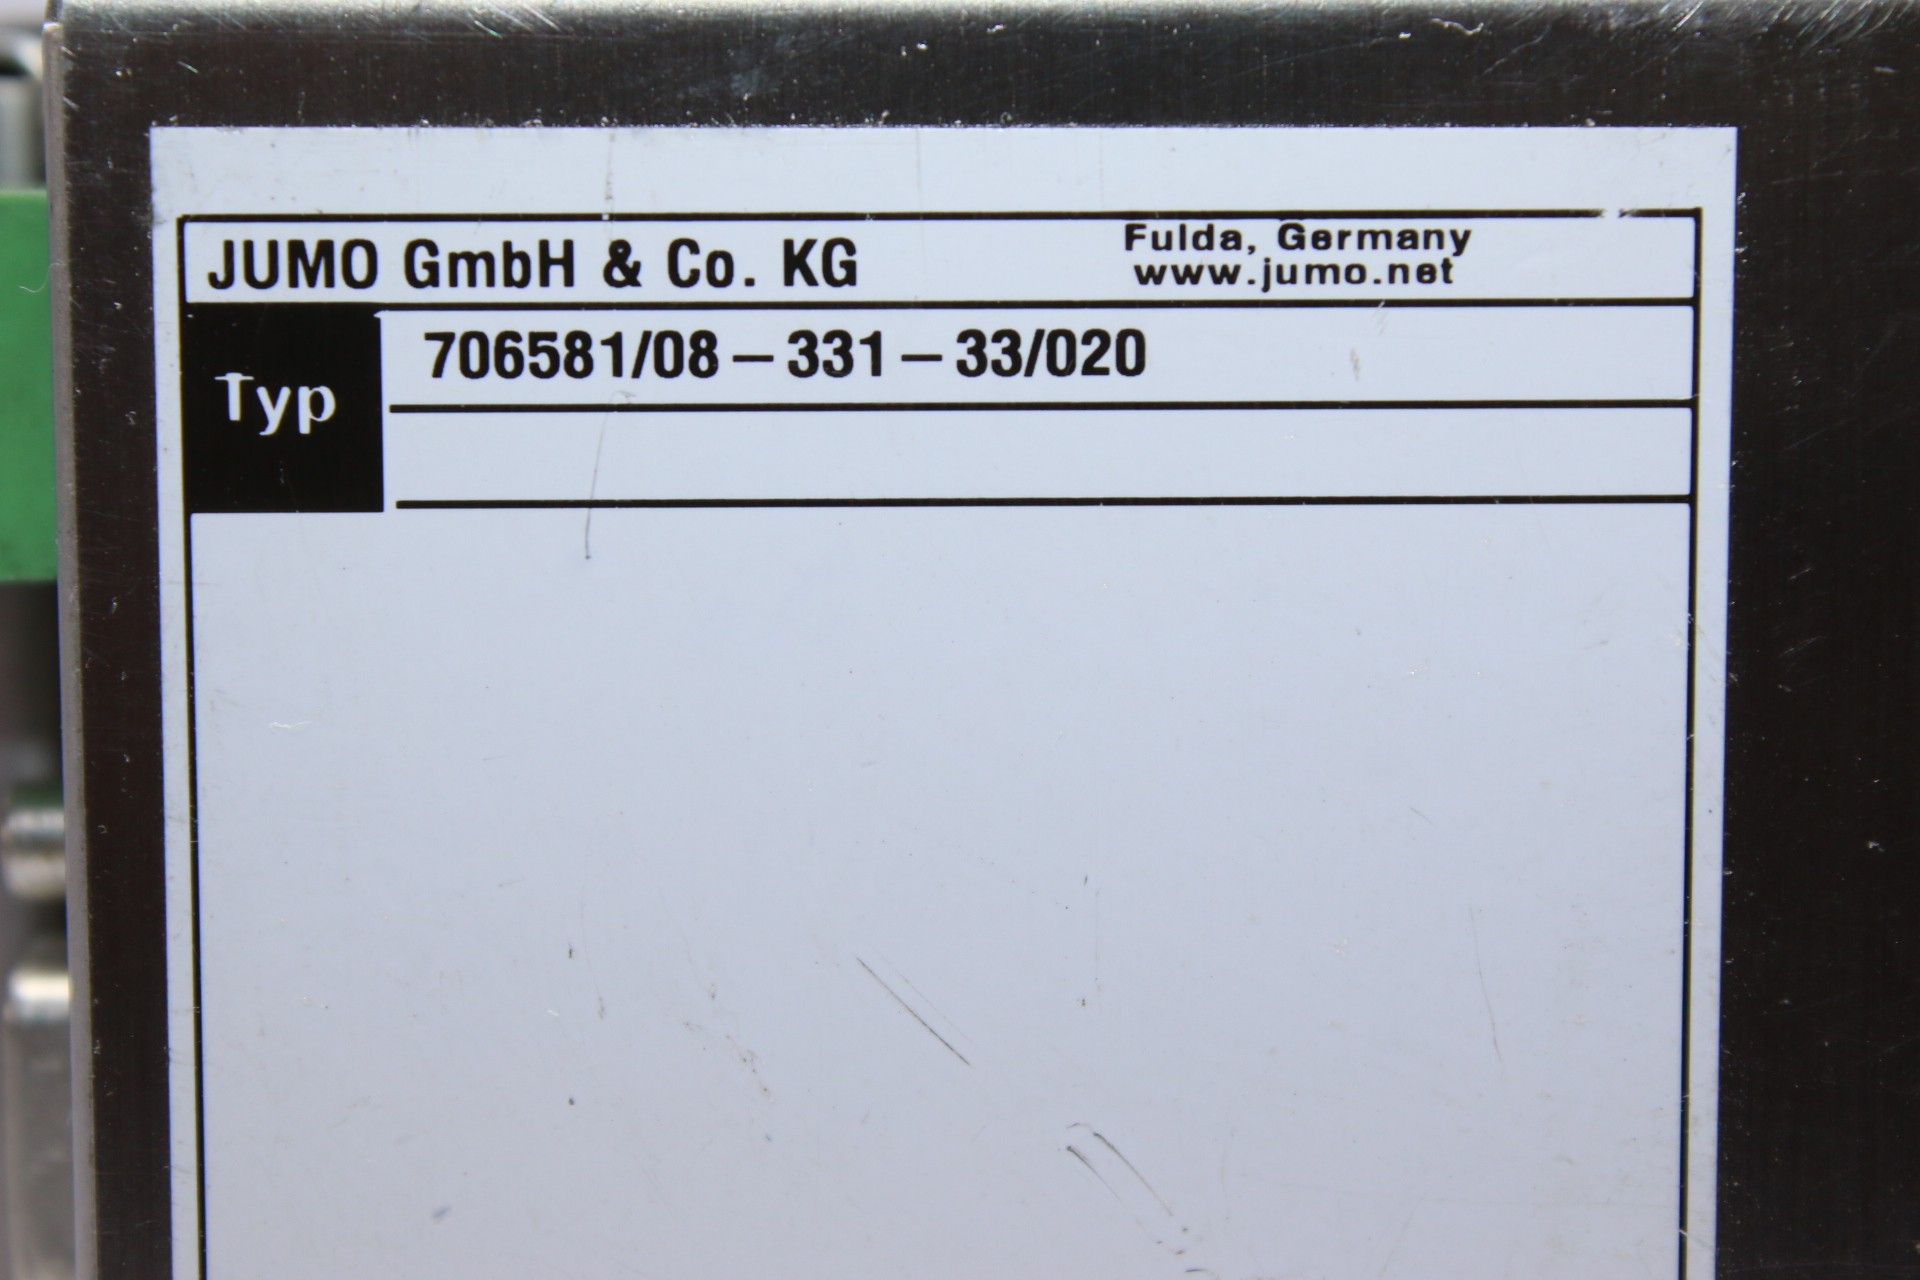 JUMO GmbH & Co. KG
Fulda, Germany
www.jumo.net
Typ
706581/08 – 331 – 33/020